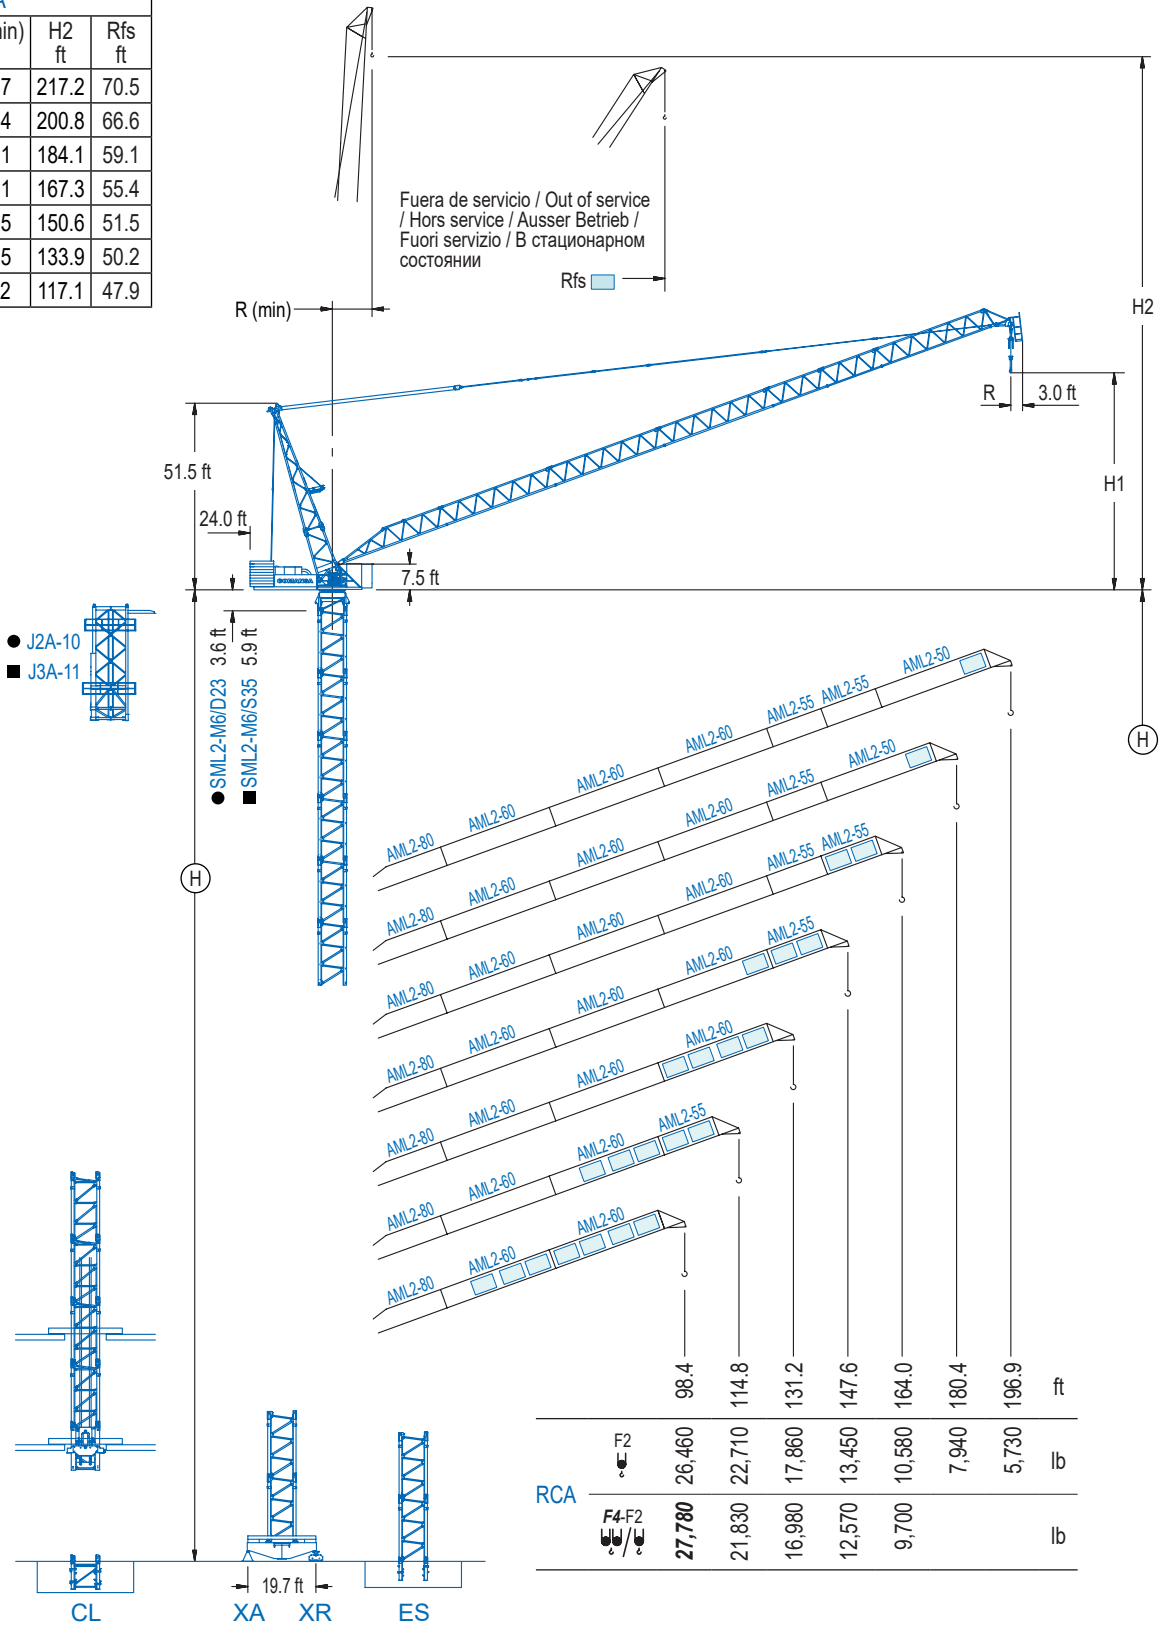 H2 Rfs
ft ft
7 217.2 70.5
4 200.8 66.6
1 184.1 59.1
1 167.3 55.4
5 150.6 51.5
5 133.9 50.2
2 117.1 47.9
Fuera de servicio / Out of service
/ Hors service / Ausser Betrieb /
Fuori servizio / В стационарном
состоянии
Rfs
R (min)
H2
R 3.0 ft
51.5 ft
H1
24.0 ft
COMANSA
7.5 ft
● J2A-10
■ J3A-11
● SML2-M6/D23 3.6 ft
■ SML2-M6/S35 5.9 ft
H
H
AML2-80 AML2-60 AML2-60 AML2-60 AML2-55 AML2-55 AML2-50
AML2-80 AML2-60 AML2-60 AML2-60 AML2-55 AML2-50
AML2-80 AML2-60 AML2-60 AML2-60 AML2-55 AML2-55
AML2-80 AML2-60 AML2-60 AML2-60 AML2-55
AML2-80 AML2-60 AML2-60 AML2-60
AML2-80 AML2-60 AML2-60 AML2-55
AML2-80 AML2-60 AML2-60
98.4 114.8 131.2 147.6 164.0 180.4 196.9 ft
RCA
F2 26,460 22,710 17,860 13,450 10,580 7,940 5,730 lb
F4-F2 27,780 21,830 16,980 12,570 9,700 lb
19.7 ft
CL XA XR ES